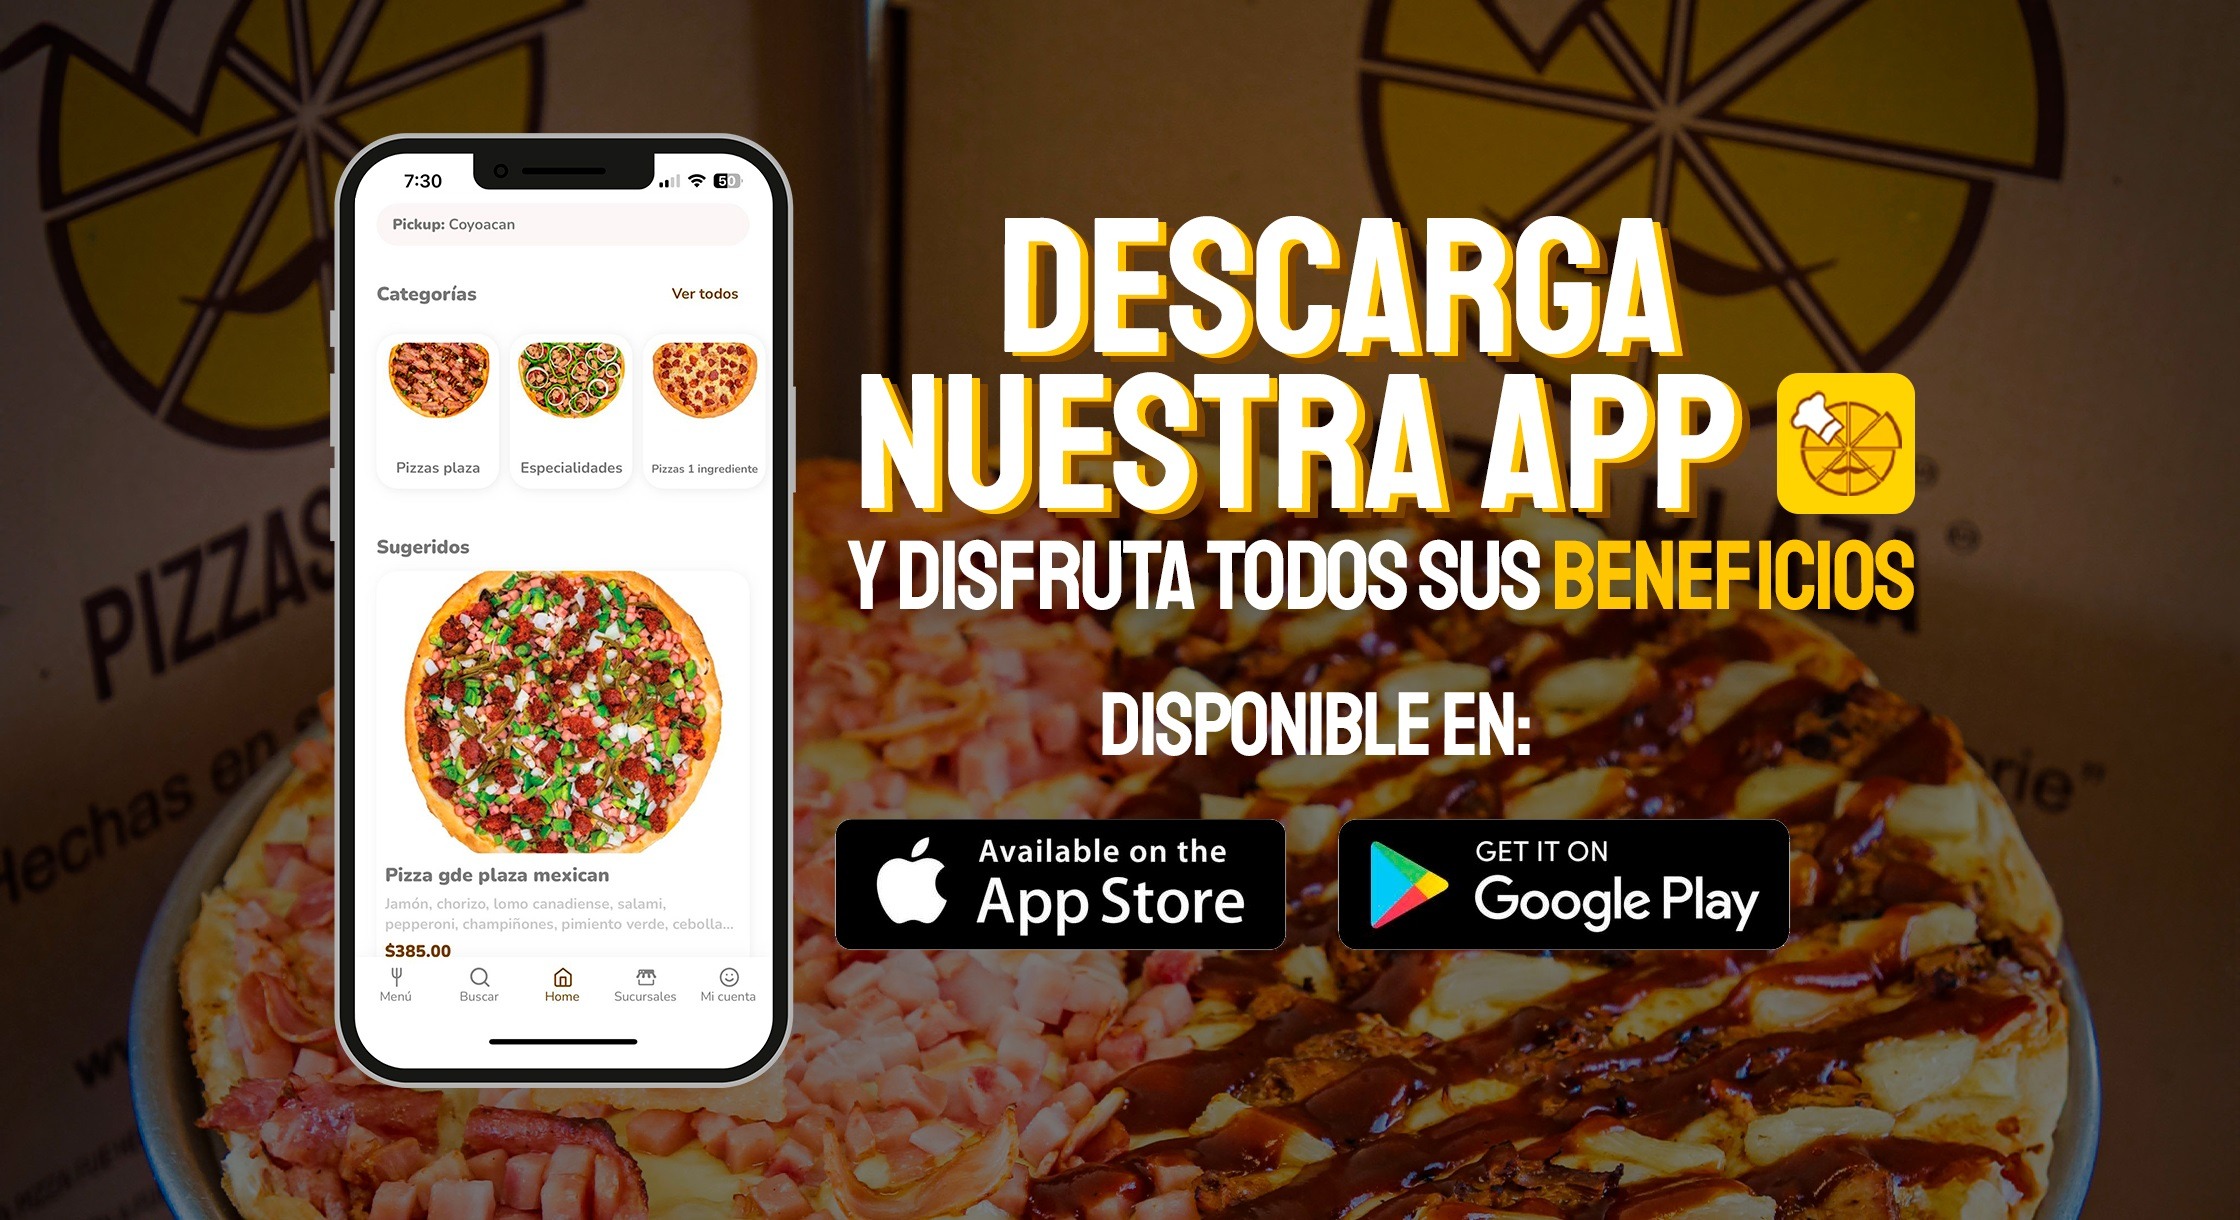 7:30
50
Pickup: Coyoacan
Categorías
Ver todos
Pizzas plaza
Especialidades
Pizzas 1 ingrediente
Sugeridos
Pizza gde plaza mexican
Jamón, chorizo, lomo canadiense, salami,
pepperoni, champiñones, pimiento verde, cebolla...
$385.00
Menú
Buscar
Home
Sucursales
Mi cuenta
DESCARGA
NUESTRA APP
Y DISFRUTA TODOS SUS BENEFICIOS
DISPONIBLE EN:
Available on the
App Store
GET IT ON
Google Play
PIZZAS
PLAZA
Hechas en